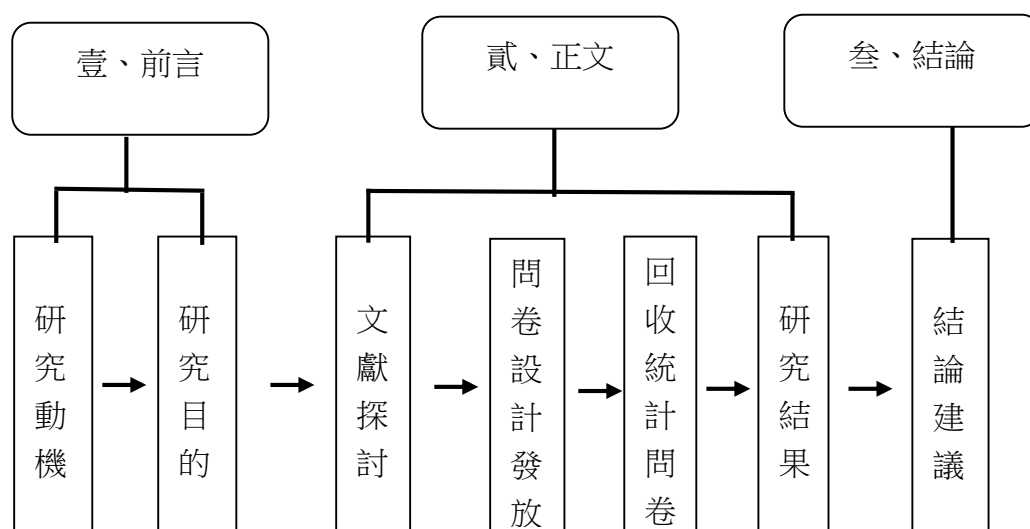 壹、前言
貳、正文
叁、結論
研究動機
研究目的
文獻探討
問卷設計發放
回收統計問卷
研究結果
結論建議